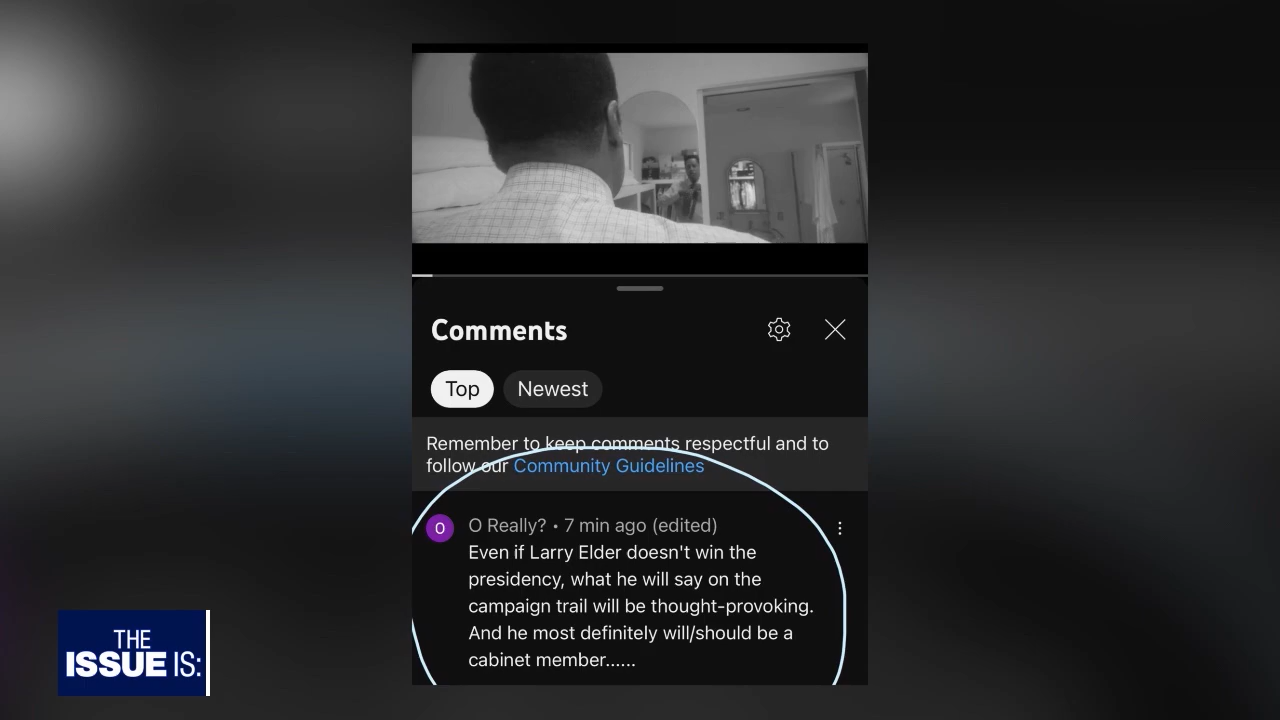 Comments
Top
Newest
Remember to keep comments respectful and to
follow our Community Guidelines
O
O Really? • 7 min ago (edited)
Even if Larry Elder doesn't win the
presidency, what he will say on the
campaign trail will be thought-provoking.
And he most definitely will/should be a
cabinet member......
THE
ISSUE IS: